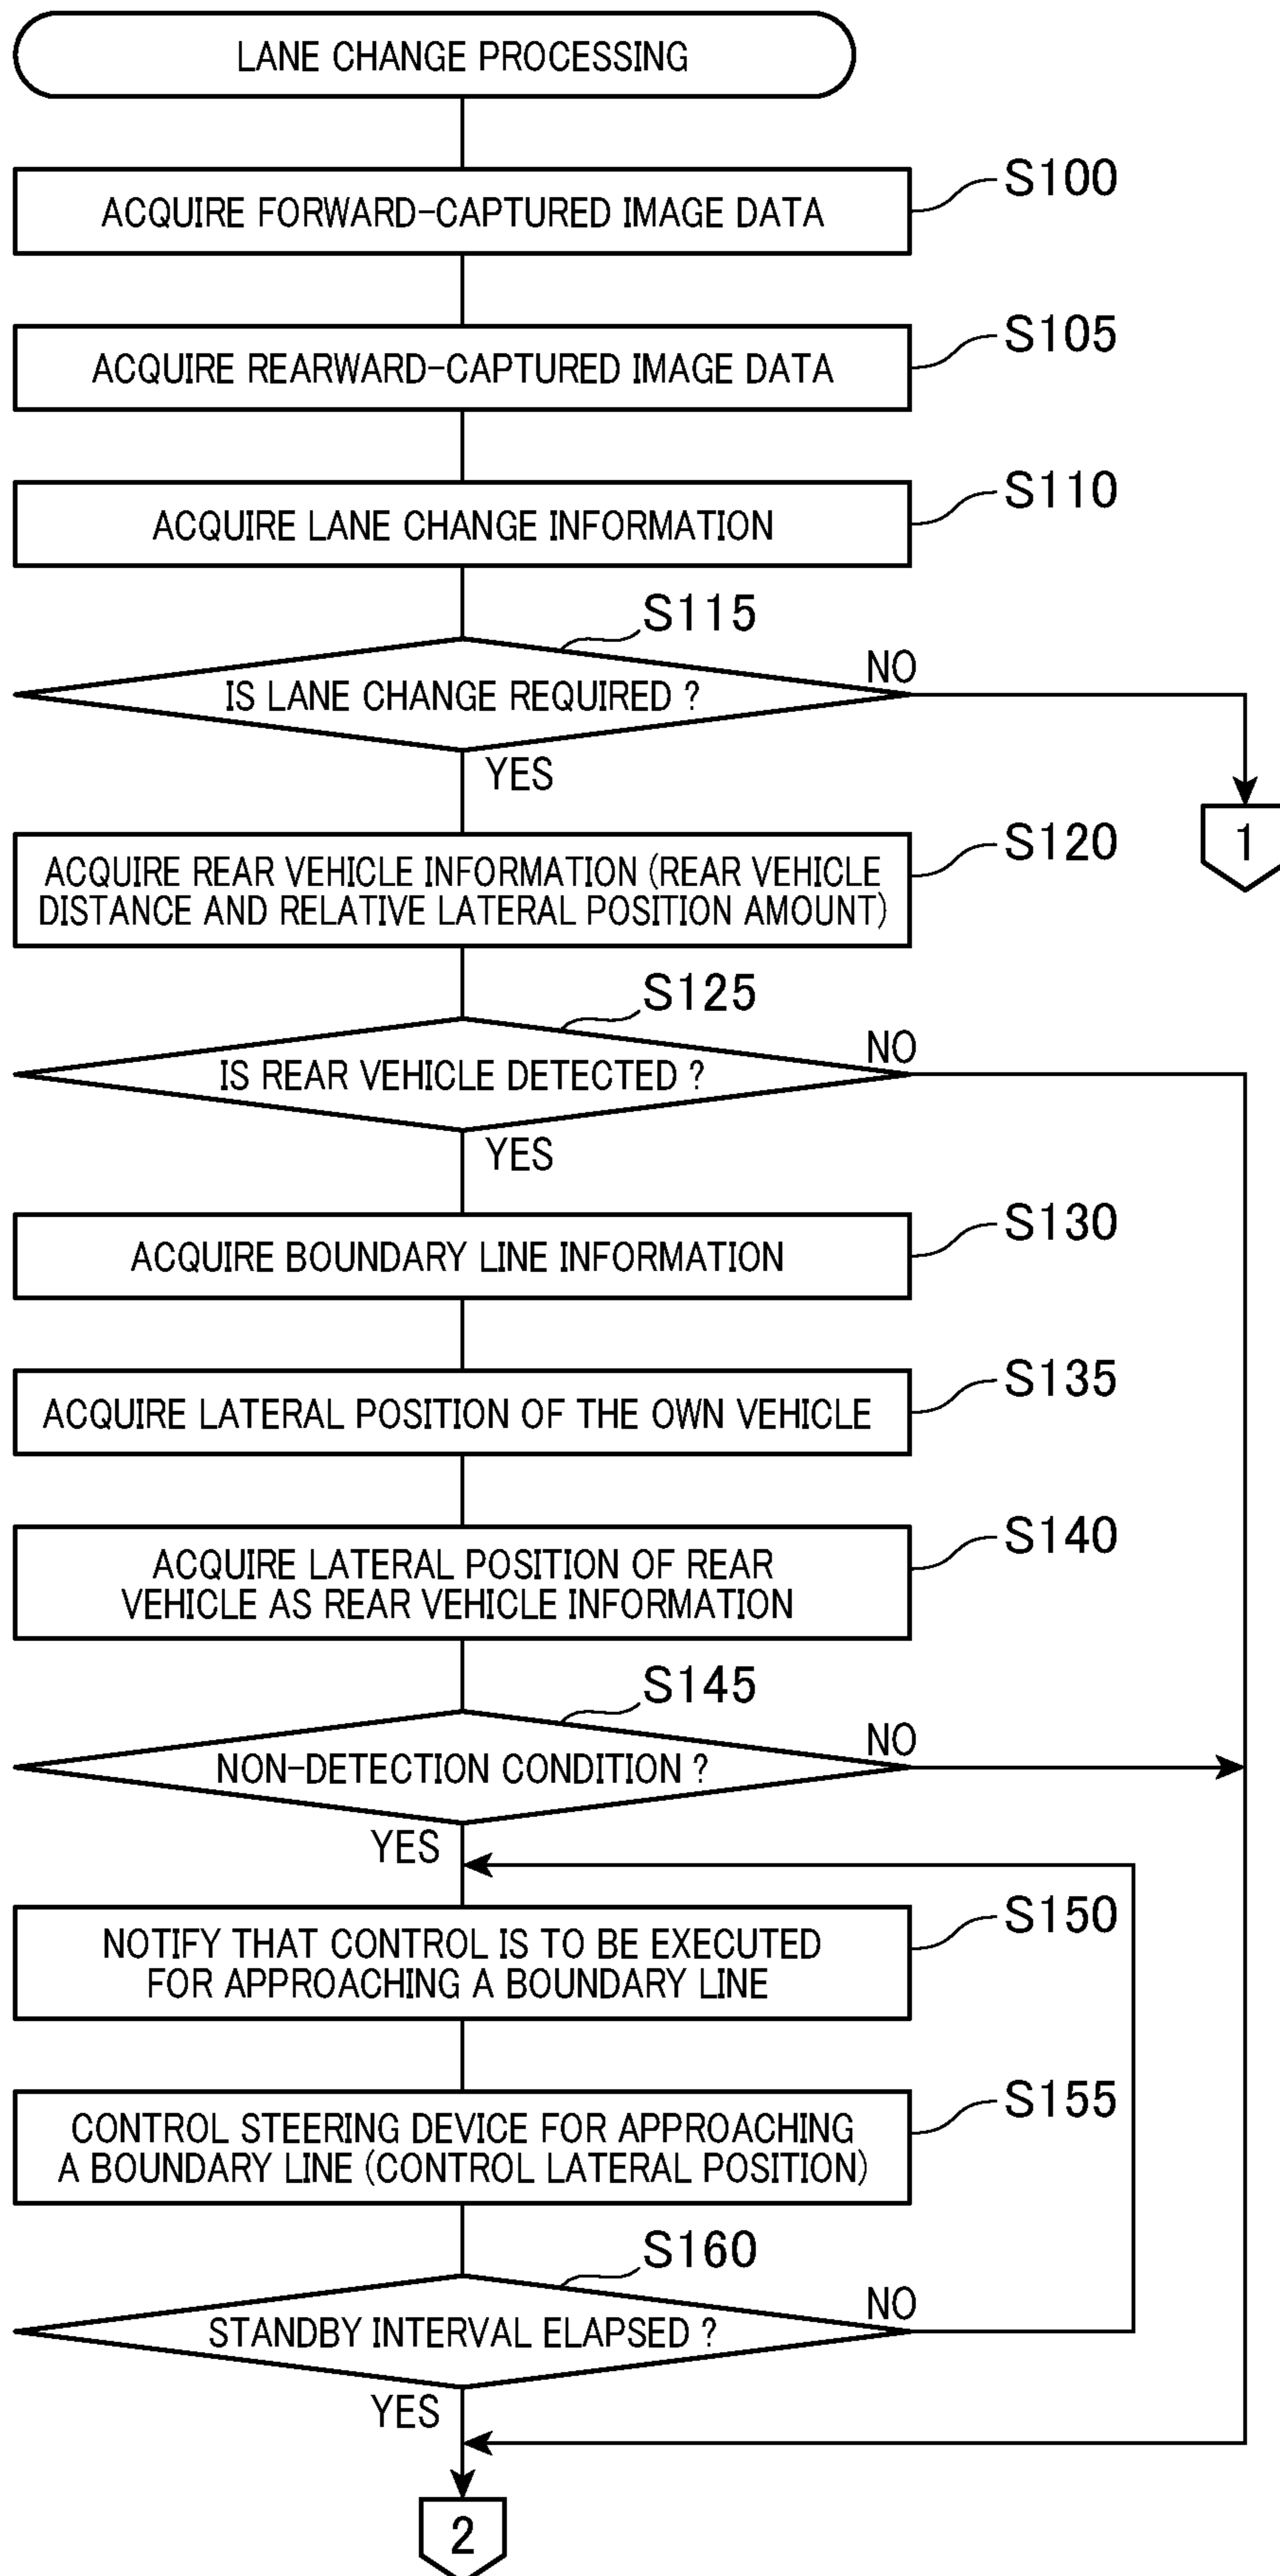 LANE CHANGE PROCESSING
S100
ACQUIRE FORWARD-CAPTURED IMAGE DATA
S105
ACQUIRE REARWARD-CAPTURED IMAGE DATA
S110
ACQUIRE LANE CHANGE INFORMATION
S115
NO
IS LANE CHANGE REQUIRED ?
YES
1
S120
ACQUIRE REAR VEHICLE INFORMATION (REAR VEHICLE
DISTANCE AND RELATIVE LATERAL POSITION AMOUNT)
S125
NO
IS REAR VEHICLE DETECTED ?
YES
S130
ACQUIRE BOUNDARY LINE INFORMATION
S135
ACQUIRE LATERAL POSITION OF THE OWN VEHICLE
S140
ACQUIRE LATERAL POSITION OF REAR
VEHICLE AS REAR VEHICLE INFORMATION
S145
NO
NON-DETECTION CONDITION ?
YES
S150
NOTIFY THAT CONTROL IS TO BE EXECUTED
FOR APPROACHING A BOUNDARY LINE
S155
CONTROL STEERING DEVICE FOR APPROACHING
A BOUNDARY LINE (CONTROL LATERAL POSITION)
S160
NO
STANDBY INTERVAL ELAPSED ?
YES
2